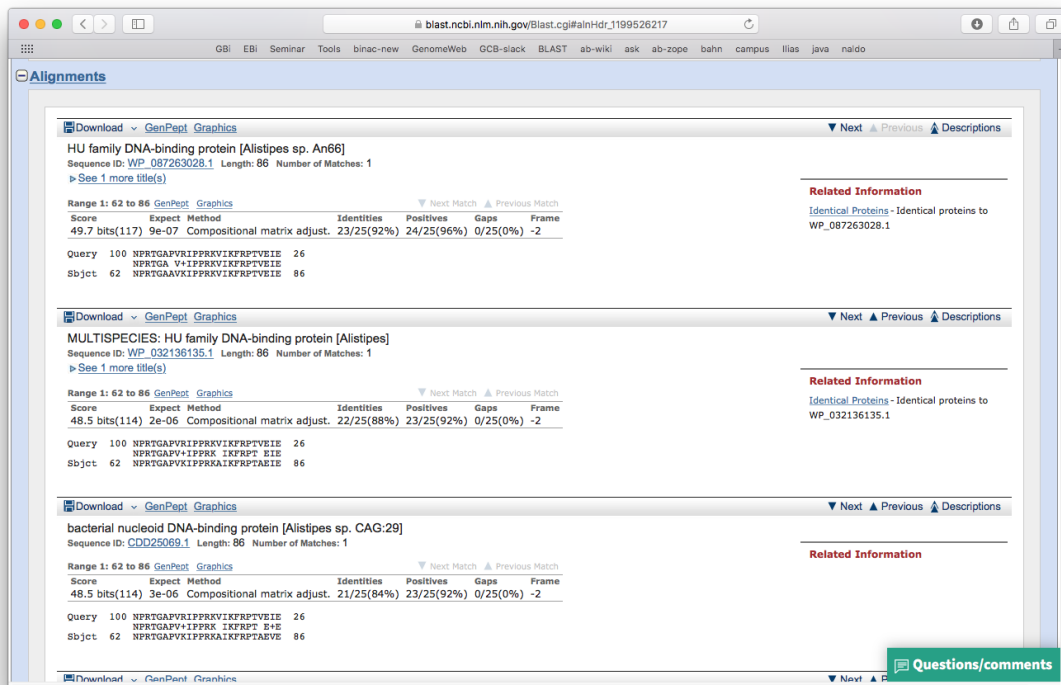 blast.ncbi.nlm.nih.gov/Blast.cgi#alnHdr_1199526217
GBi EBi Seminar Tools binac-new GenomeWeb GCB-slack BLAST ab-wiki ask ab-zope bahn campus Ilias java naldo
Alignments
Download GenPept Graphics Next Previous Descriptions
HU family DNA-binding protein [Alistipes sp. An66]
Sequence ID: WP_087263028.1 Length: 86 Number of Matches: 1
See 1 more title(s)
Related Information
Identical Proteins - Identical proteins to
WP_087263028.1
Range 1: 62 to 86 GenPept Graphics Next Match Previous Match
Score Expect Method Identities Positives Gaps Frame
49.7 bits(117) 9e-07 Compositional matrix adjust. 23/25(92%) 24/25(96%) 0/25(0%) -2
Query 100 NPRTGAPVRIPPRKVIKFRPTVEIE 26
NPRTGA V+IPPRKVIKFRPTVEIE
Sbjct 62 NPRTGAAVKIPPRKVIKFRPTVEIE 86
Download GenPept Graphics Next Previous Descriptions
MULTISPECIES: HU family DNA-binding protein [Alistipes]
Sequence ID: WP_032136135.1 Length: 86 Number of Matches: 1
See 1 more title(s)
Related Information
Identical Proteins - Identical proteins to
WP_032136135.1
Range 1: 62 to 86 GenPept Graphics Next Match Previous Match
Score Expect Method Identities Positives Gaps Frame
48.5 bits(114) 2e-06 Compositional matrix adjust. 22/25(88%) 23/25(92%) 0/25(0%) -2
Query 100 NPRTGAPVRIPPRKVIKFRPTVEIE 26
NPRTGAPV+IPPRK IKFRPT EIE
Sbjct 62 NPRTGAPVKIPPRKAIKFRPTAEIE 86
Download GenPept Graphics Next Previous Descriptions
bacterial nucleoid DNA-binding protein [Alistipes sp. CAG:29]
Sequence ID: CDD25069.1 Length: 86 Number of Matches: 1
Related Information
Range 1: 62 to 86 GenPept Graphics Next Match Previous Match
Score Expect Method Identities Positives Gaps Frame
48.5 bits(114) 3e-06 Compositional matrix adjust. 21/25(84%) 23/25(92%) 0/25(0%) -2
Query 100 NPRTGAPVRIPPRKVIKFRPTVEIE 26
NPRTGAPV+IPPRK IKFRPT E+E
Sbjct 62 NPRTGAPVKIPPRKAIKFRPTAEVE 86
Questions/comments
Download GenPept Graphics Next